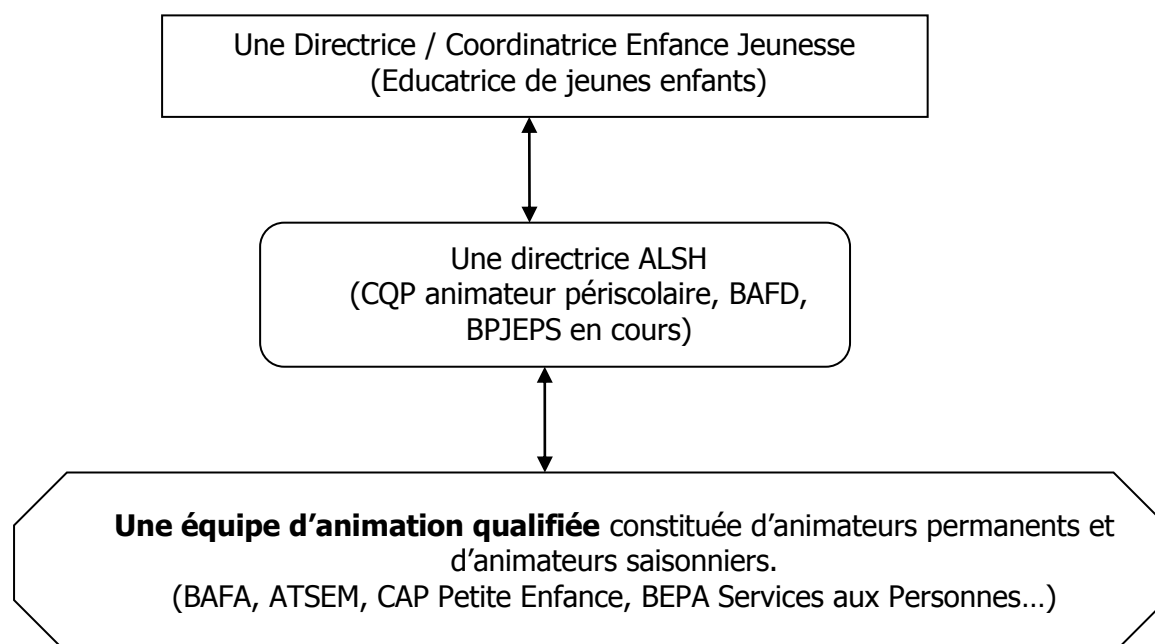 Une Directrice / Coordinatrice Enfance Jeunesse
(Educatrice de jeunes enfants)
Une directrice ALSH
(CQP animateur périscolaire, BAFD,
BPJEPS en cours)
Une équipe d’animation qualifiée constituée d’animateurs permanents et
d’animateurs saisonniers.
(BAFA, ATSEM, CAP Petite Enfance, BEPA Services aux Personnes…)